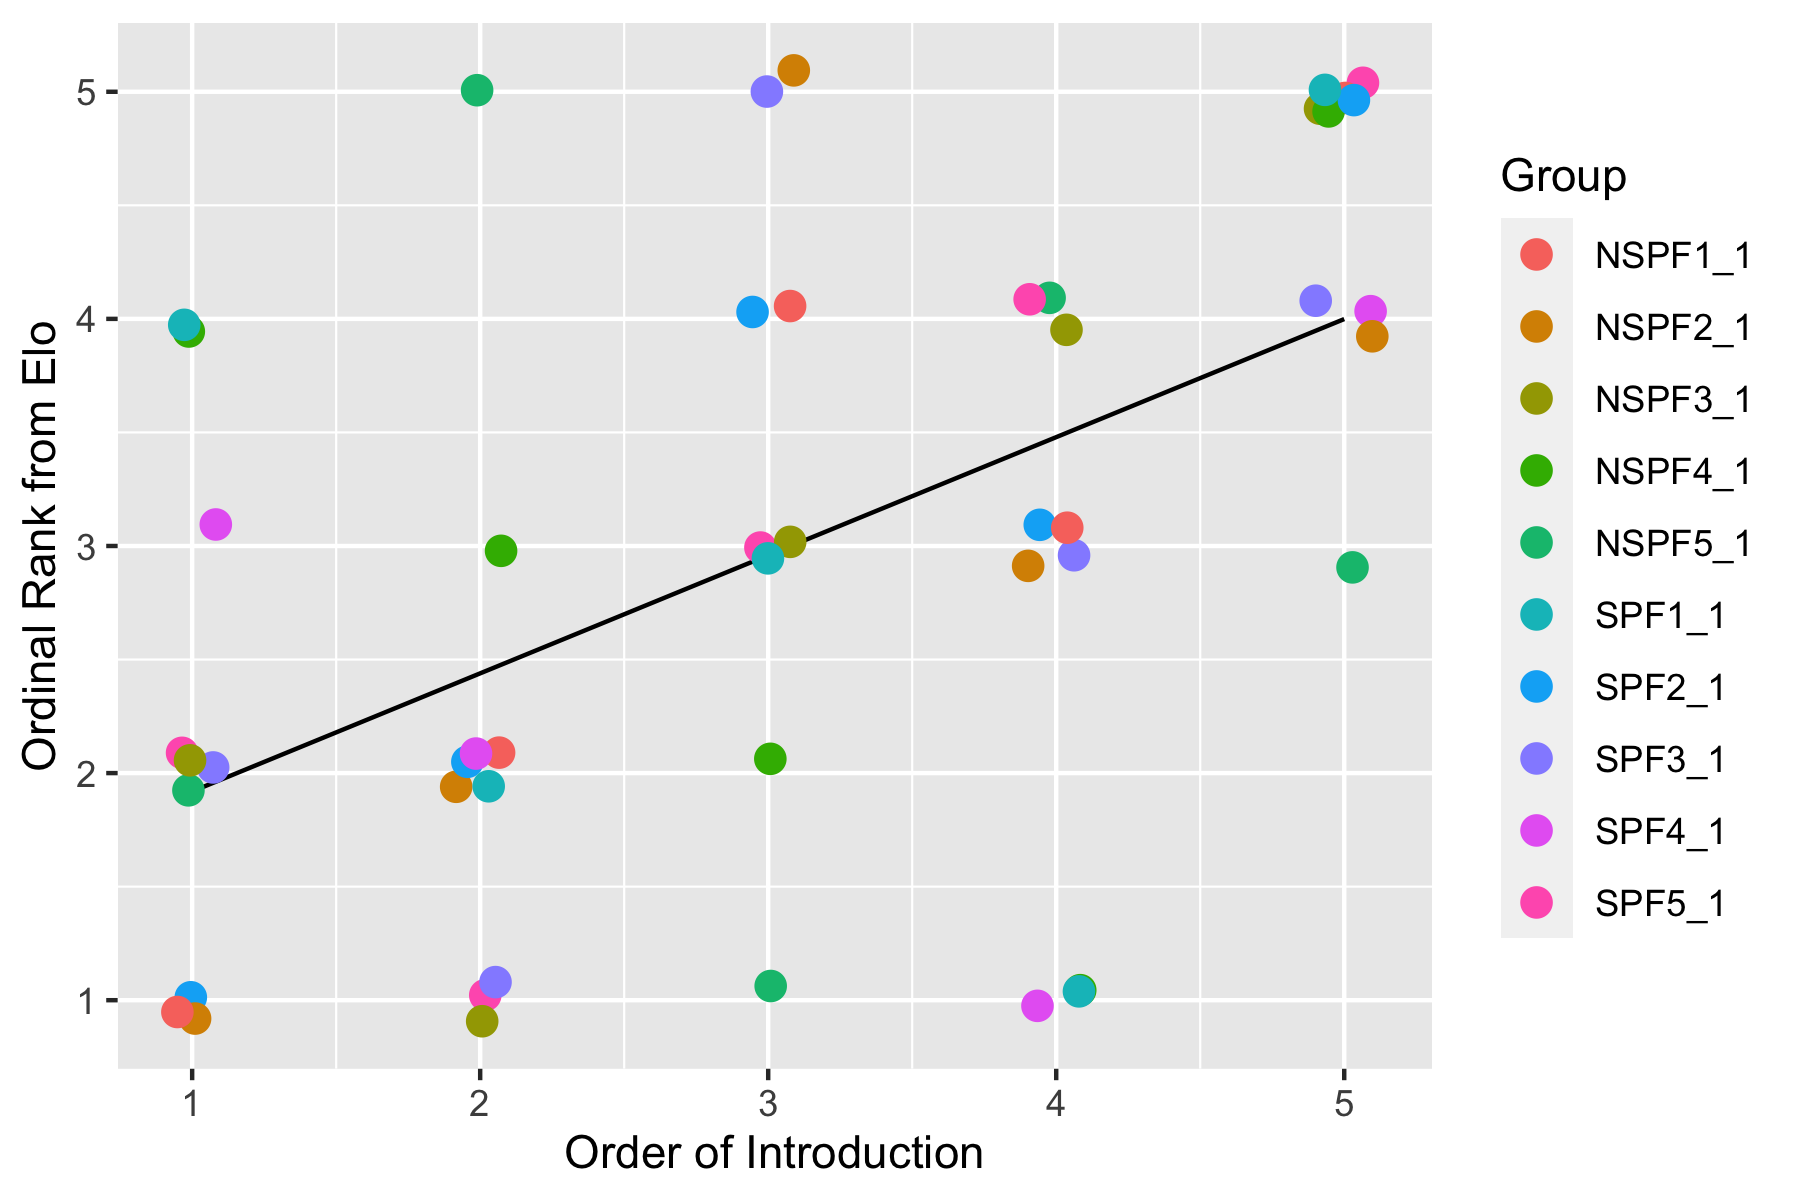 Ordinal Rank from Elo
5
4
3
2
1
1 2 3 4 5
Order of Introduction
Group
NSPF1_1
NSPF2_1
NSPF3_1
NSPF4_1
NSPF5_1
SPF1_1
SPF2_1
SPF3_1
SPF4_1
SPF5_1